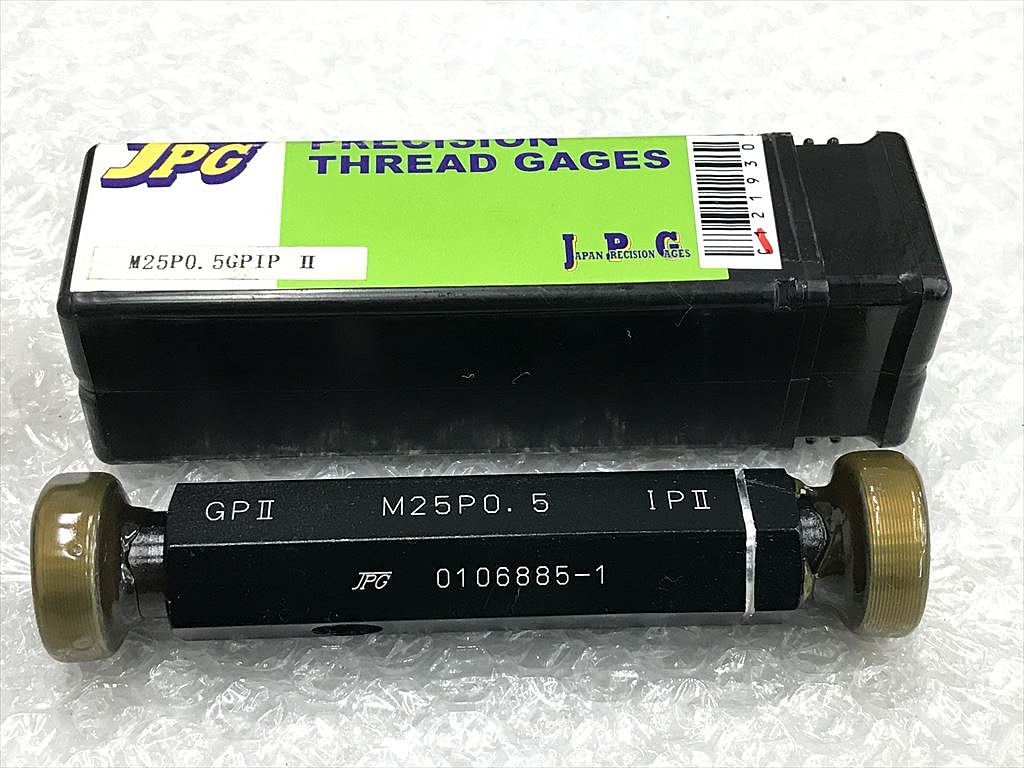 JPG
PRECISION
THREAD GAGES
JAPAN PRECISION GAGES
M25P0.5GPIP II
GPII M25P0.5 IPII
JPG 0106885-1